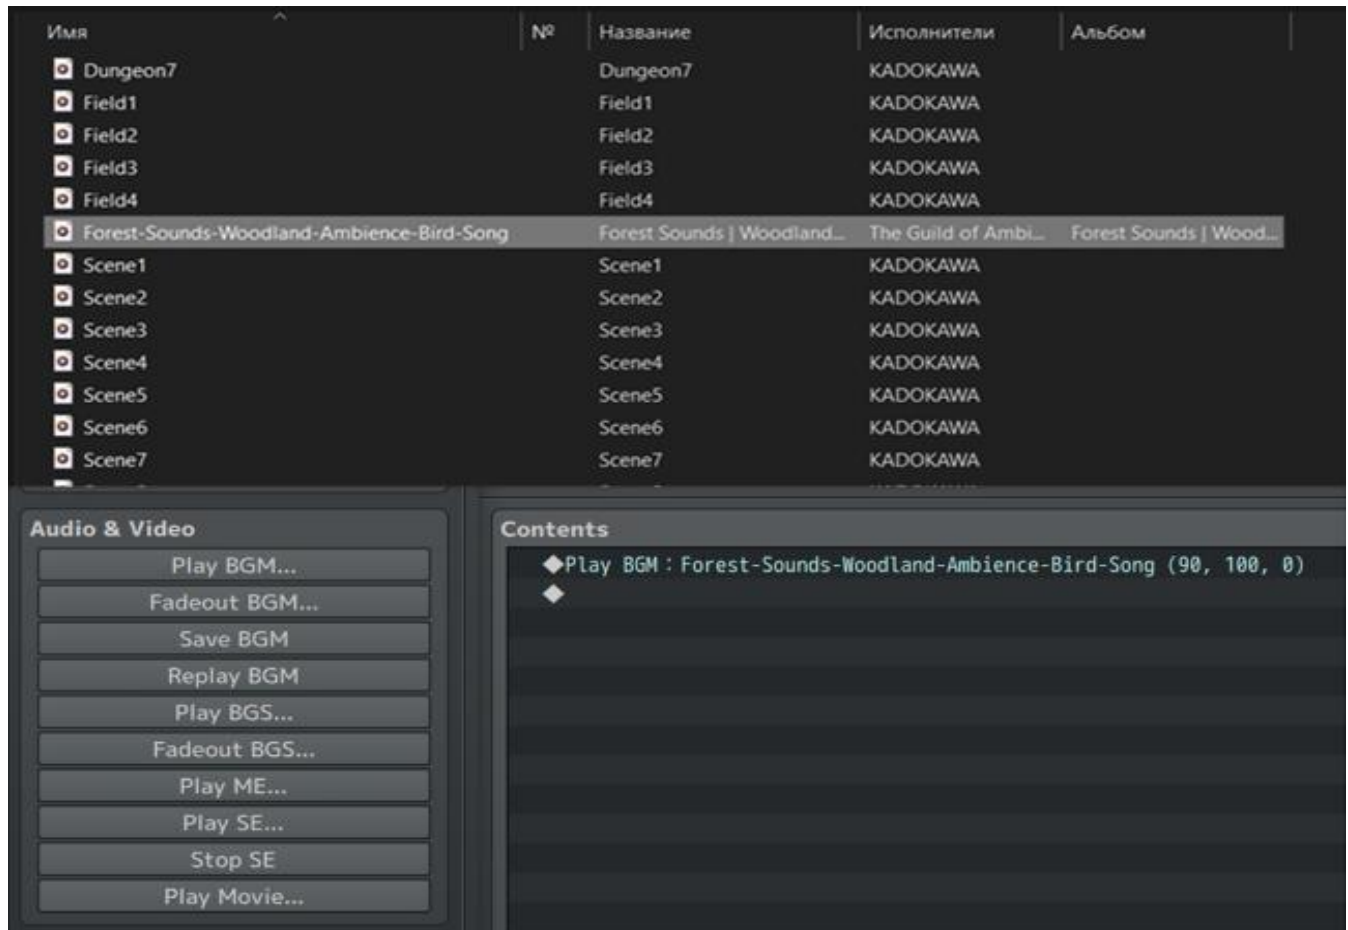 Имя № Название Исполнители Альбом
Dungeon7 Dungeon7 KADOKAWA
Field1 Field1 KADOKAWA
Field2 Field2 KADOKAWA
Field3 Field3 KADOKAWA
Field4 Field4 KADOKAWA
Forest-Sounds-Woodland-Ambience-Bird-Song Forest Sounds | Woodland... The Guild of Ambi... Forest Sounds | Wood...
Scene1 Scene1 KADOKAWA
Scene2 Scene2 KADOKAWA
Scene3 Scene3 KADOKAWA
Scene4 Scene4 KADOKAWA
Scene5 Scene5 KADOKAWA
Scene6 Scene6 KADOKAWA
Scene7 Scene7 KADOKAWA
Audio & Video
Play BGM...
Fadeout BGM...
Save BGM
Replay BGM
Play BGS...
Fadeout BGS...
Play ME...
Play SE...
Stop SE
Play Movie...
Contents
◆Play BGM : Forest-Sounds-Woodland-Ambience-Bird-Song (90, 100, 0)
◆